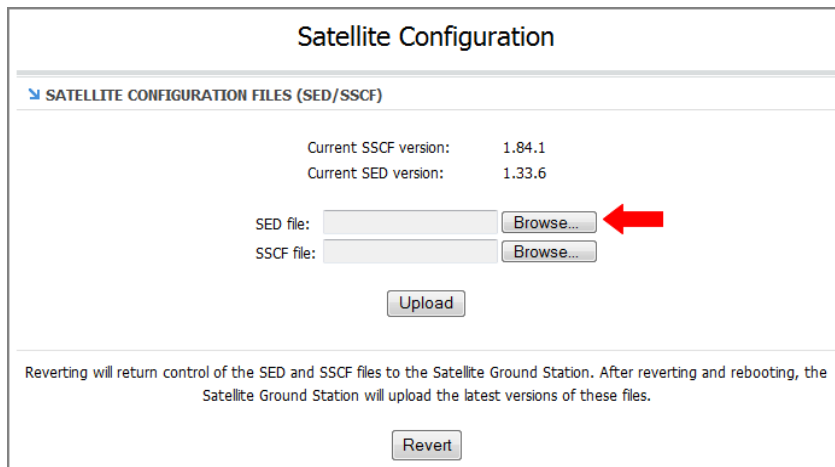 Satellite Configuration
SATELLITE CONFIGURATION FILES (SED/SSCF)
Current SSCF version: 1.84.1
Current SED version: 1.33.6
SED file: Browse...
SSCF file: Browse...
Upload
Reverting will return control of the SED and SSCF files to the Satellite Ground Station. After reverting and rebooting, the
Satellite Ground Station will upload the latest versions of these files.
Revert